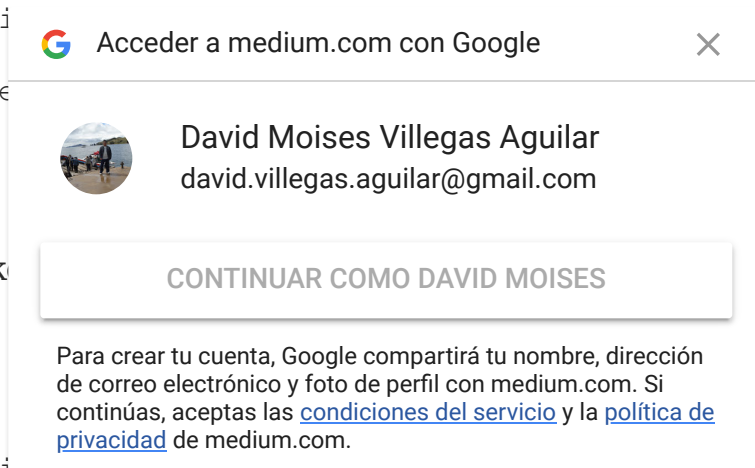 Acceder a medium.com con Google
David Moises Villegas Aguilar
david.villegas.aguilar@gmail.com
CONTINUAR COMO DAVID MOISES
Para crear tu cuenta, Google compartirá tu nombre, dirección
de correo electrónico y foto de perfil con medium.com. Si
continúas, aceptas las condiciones del servicio y la política de
privacidad de medium.com.